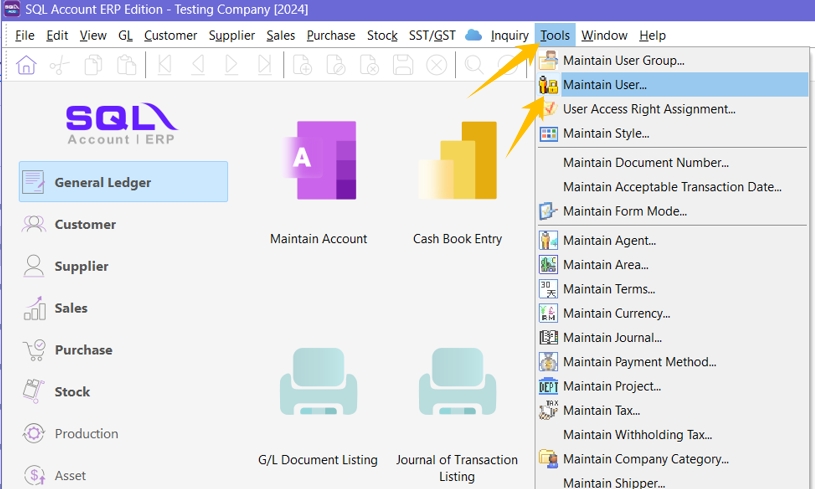 SQL Account ERP Edition - Testing Company [2024]
File Edit View GL Customer Supplier Sales Purchase Stock SST/GST Inquiry Tools Window Help
SQL
Account | ERP
General Ledger
Customer
Supplier
Sales
Purchase
Stock
Production
Asset
A
Maintain Account
Cash Book Entry
G/L Document Listing
Journal of Transaction
Listing
Maintain User Group...
Maintain User...
User Access Right Assignment...
Maintain Style...
Maintain Document Number...
Maintain Acceptable Transaction Date...
Maintain Form Mode...
Maintain Agent...
Maintain Area...
Maintain Terms...
Maintain Currency...
Maintain Journal...
Maintain Payment Method...
Maintain Project...
Maintain Tax...
Maintain Withholding Tax...
Maintain Company Category...
Maintain Shipper...